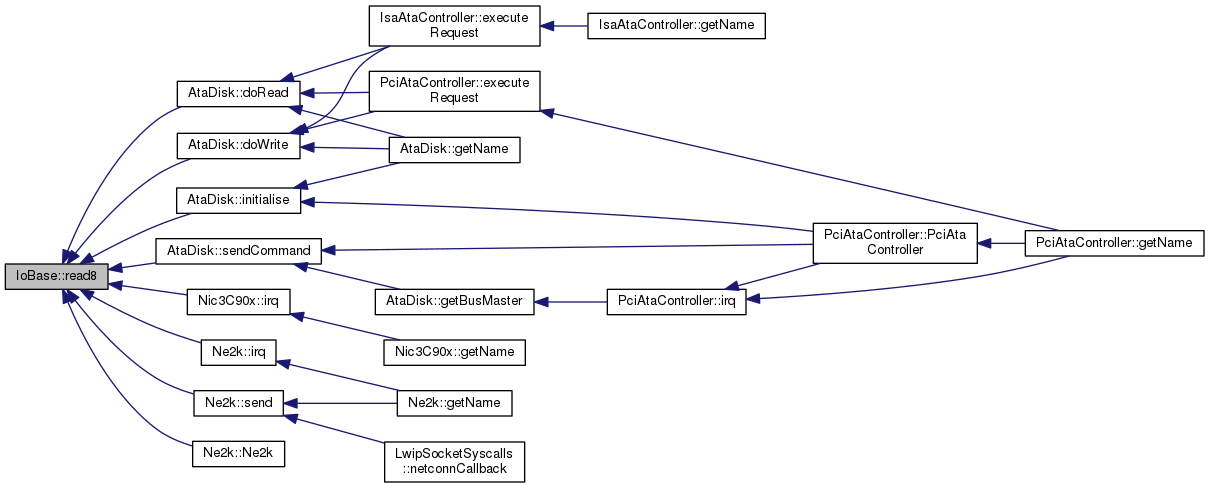 IsaAtaController::execute
Request
IsaAtaController::getName
PciAtaController::execute
Request
AtaDisk::doRead
AtaDisk::doWrite
AtaDisk::getName
AtaDisk::initialise
AtaDisk::sendCommand
PciAtaController::PciAta
Controller
PciAtaController::getName
IoBase::read8
Nic3C90x::irq
AtaDisk::getBusMaster
PciAtaController::irq
Ne2k::irq
Nic3C90x::getName
Ne2k::send
Ne2k::getName
Ne2k::Ne2k
LwipSocketSyscalls
::netconnCallback